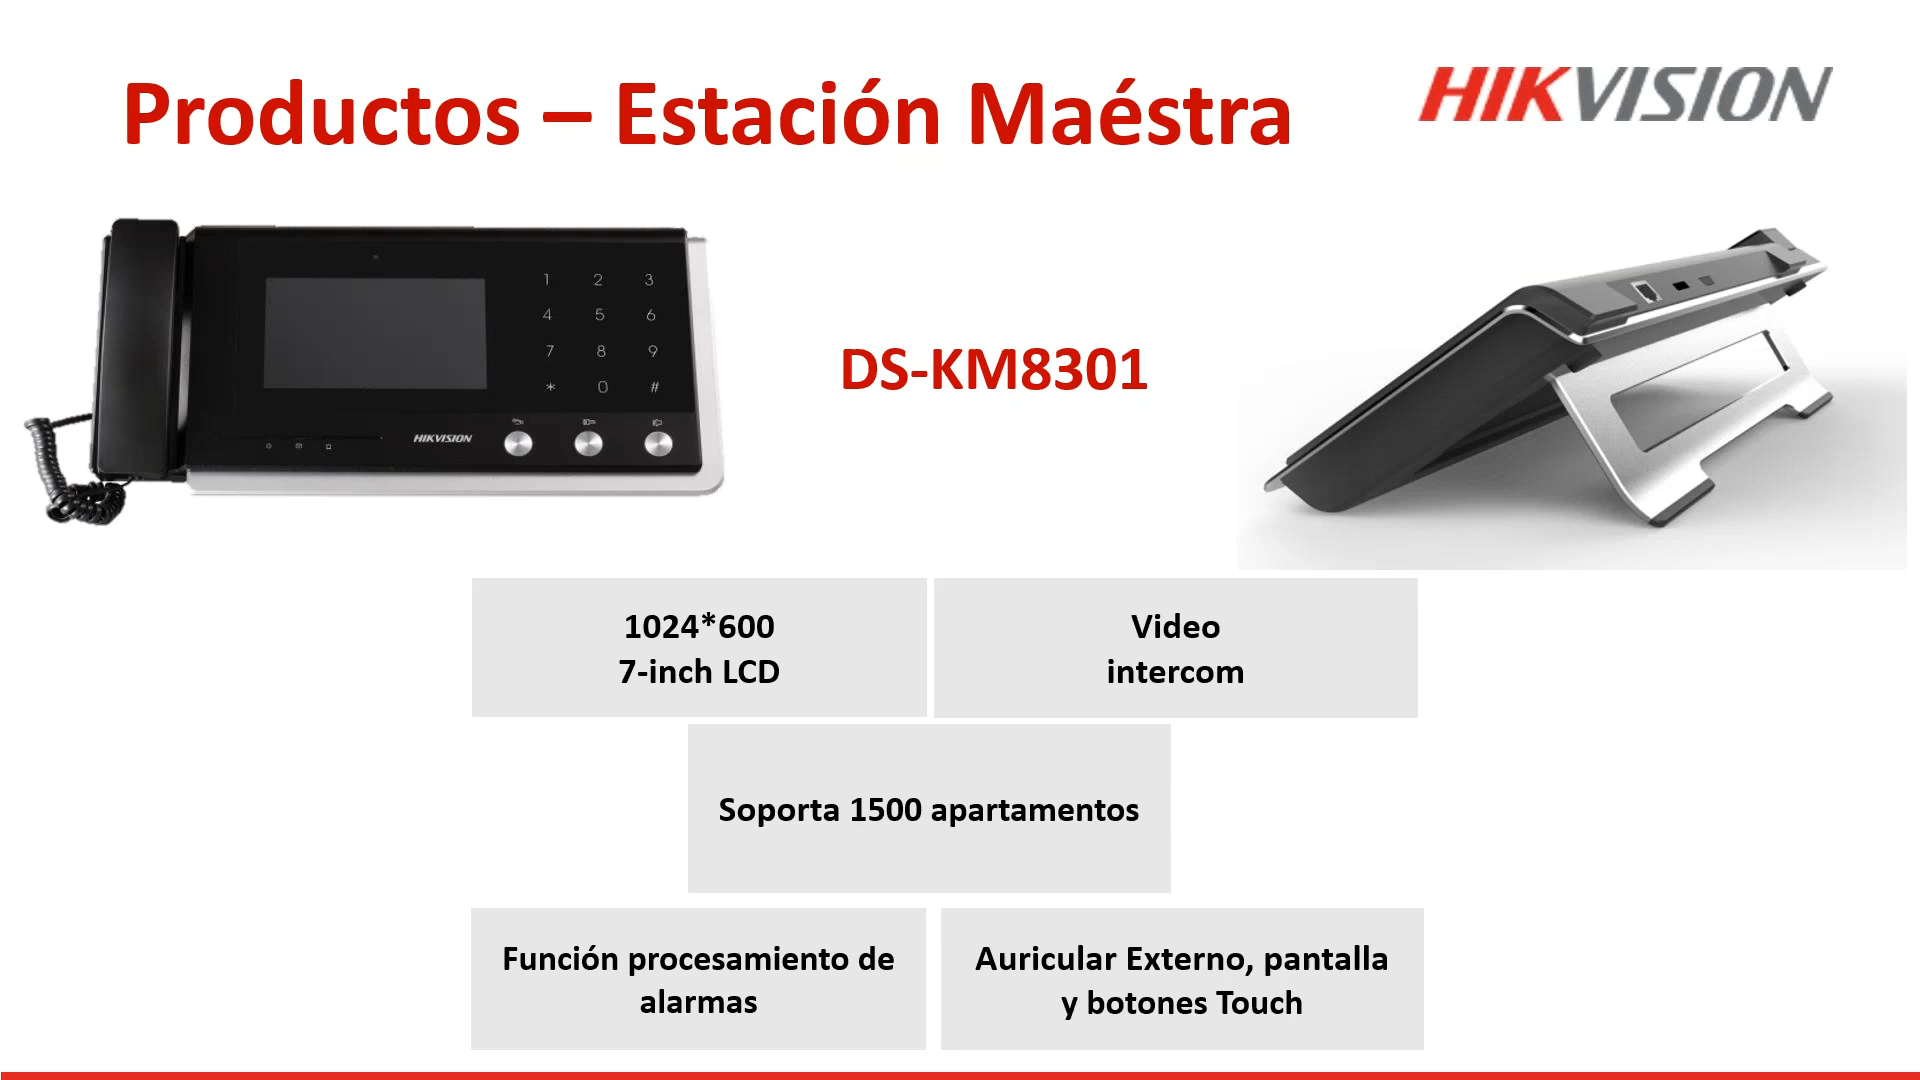 Productos – Estación Maéstra
HIKVISION
1 2 3
4 5 6
7 8 9
* 0 #
HIKVISION
DS-KM8301
1024*600
7-inch LCD
Video
intercom
Soporta 1500 apartamentos
Función procesamiento de
alarmas
Auricular Externo, pantalla
y botones Touch